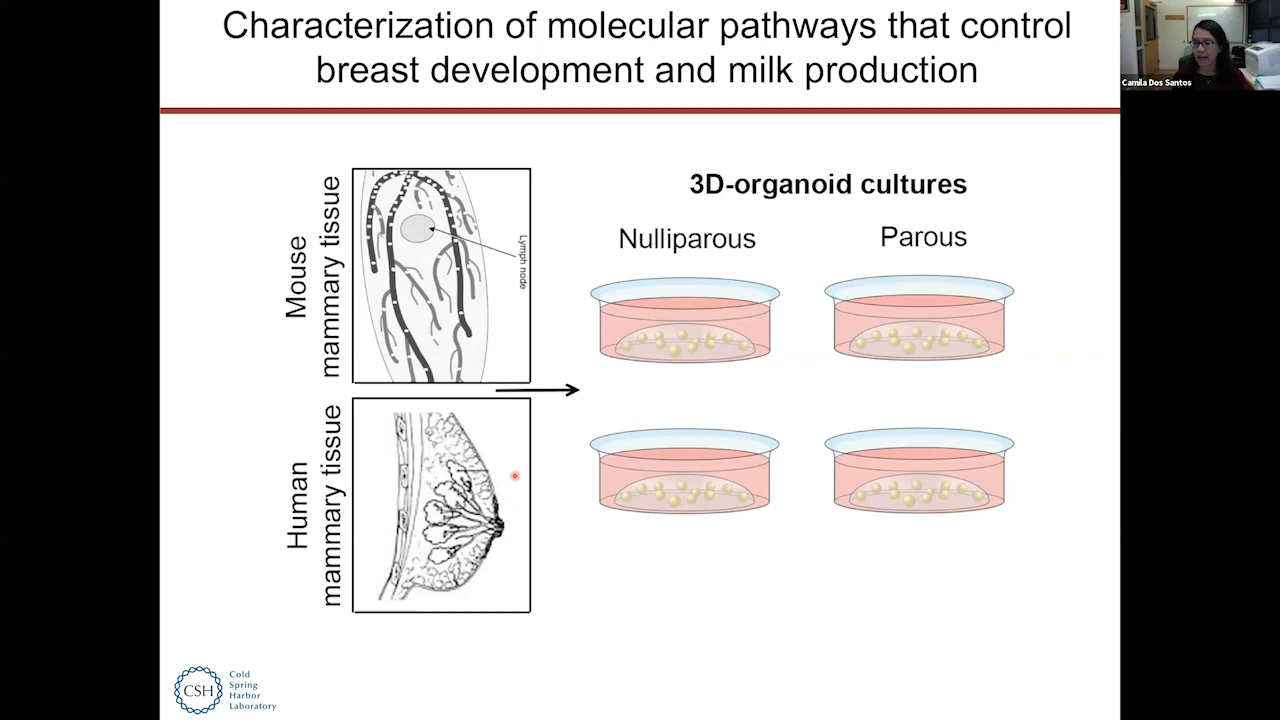 Characterization of molecular pathways that control
breast development and milk production
Camila Dos Santos
Mouse
mammary tissue
Lymph node
3D-organoid cultures
Nulliparous
Parous
Human
mammary tissue
CSH
Cold
Spring
Harbor
Laboratory